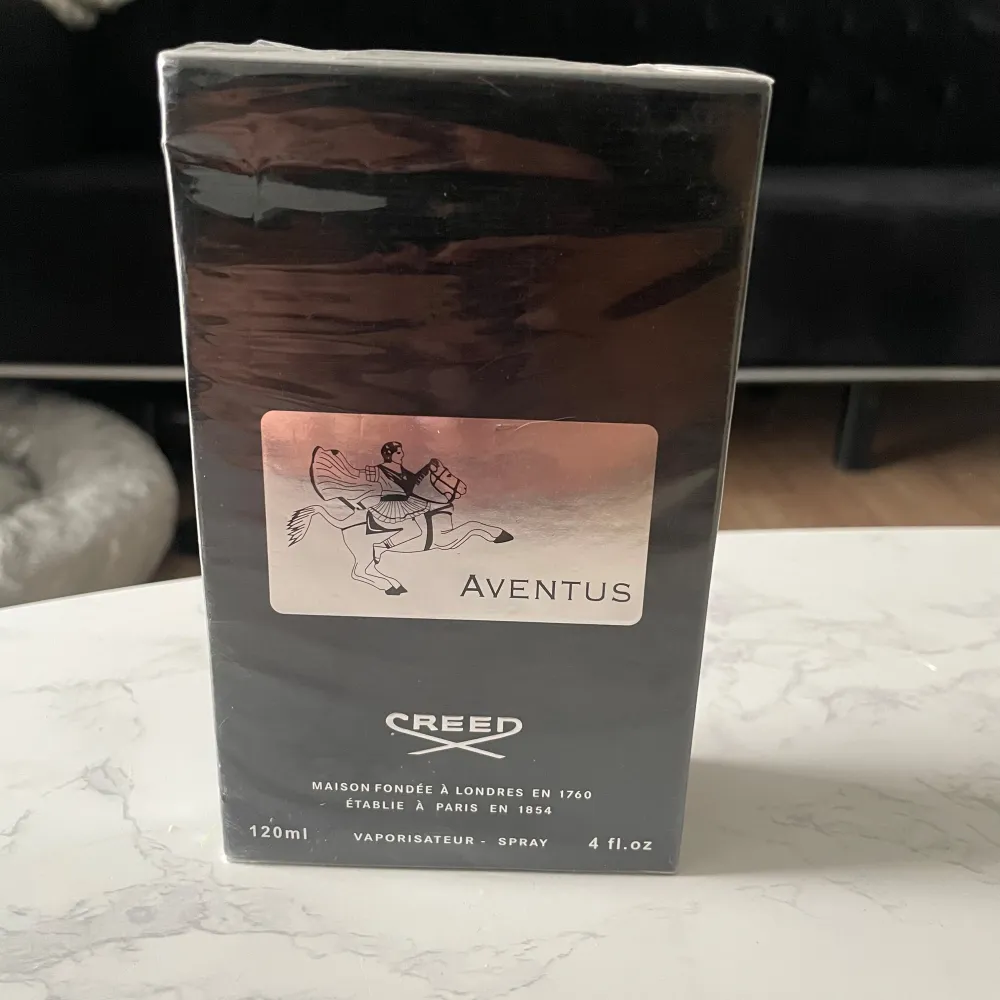 AVENTUS
CREED
MAISON FONDÉE À LONDRES EN 1760
ÉTABLIE À PARIS EN 1854
120ml VAPORISATEUR - SPRAY 4 fl.oz